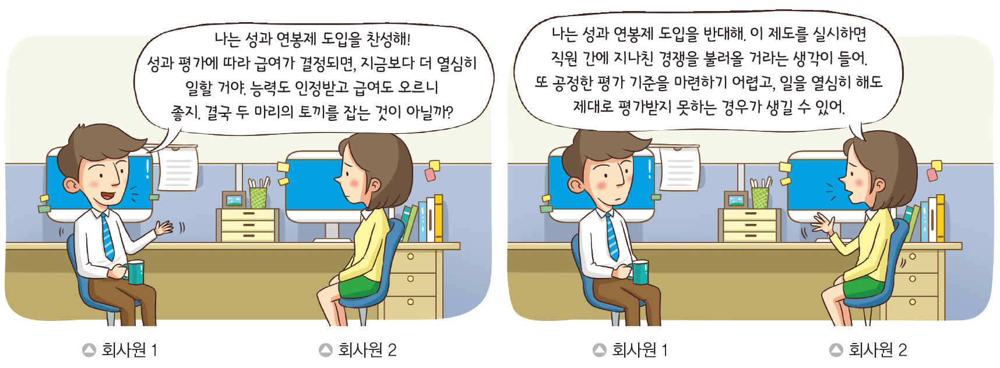 나는 성과 연봉제 도입을 찬성해!
성과 평가에 따라 급여가 결정되면, 지금보다 더 열심히
일할 거야. 능력도 인정받고 급여도 오르니
좋지. 결국 두 마리의 토끼를 잡는 것이 아닐까?
나는 성과 연봉제 도입을 반대해. 이 제도를 실시하면
직원 간에 지나친 경쟁을 불러올 거라는 생각이 들어.
또 공정한 평가 기준을 마련하기 어렵고, 일을 열심히 해도
제대로 평가받지 못하는 경우가 생길 수 있어.
회사원 1
회사원 2
회사원 1
회사원 2